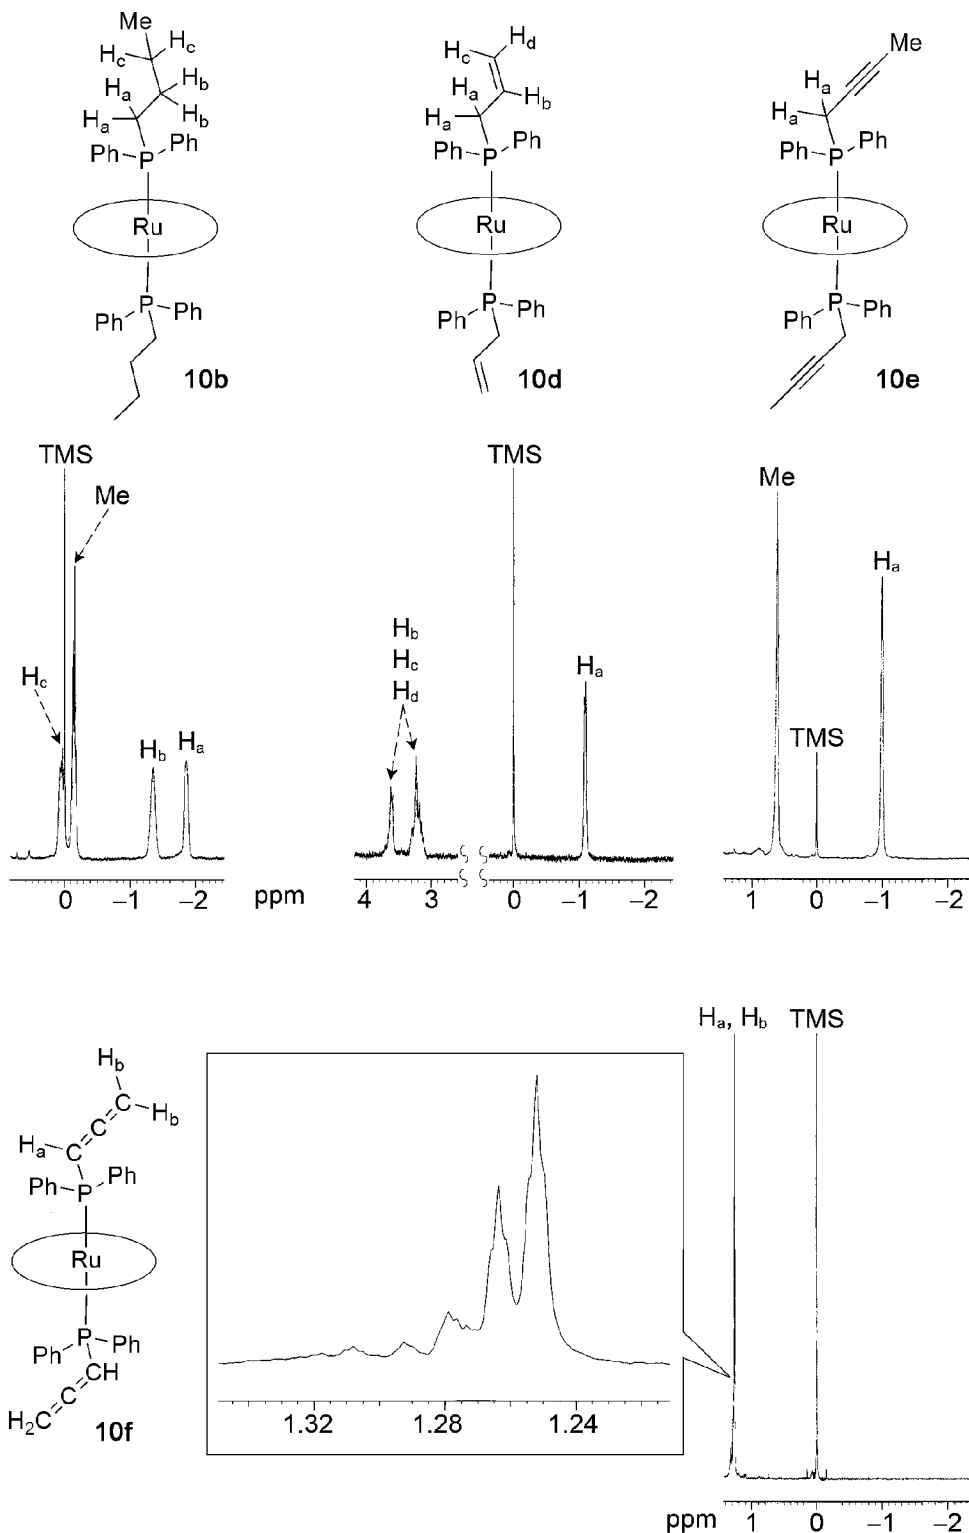 Me
Hc
Hc
Ha
Hb
Ha
Hb
Ph
P
Ph
Ru
Ph
P
Ph
10b
Hc
Hd
Ha
Hb
Ha
Ph
P
Ph
Ru
Ph
P
Ph
10d
Me
Ha
Ha
Ph
P
Ph
Ru
Ph
P
Ph
10e
TMS
Me
Hc
Hb
Ha
0 −1 −2
ppm
TMS
Hb
Hc
Hd
Ha
4 3 0 −1 −2
Me
Ha
TMS
1 0 −1 −2
Hb
C
Hb
C
Ha
C
Ph
P
Ph
Ru
Ph
P
Ph
CH
C
H2C
10f
1.32 1.28 1.24
Ha, Hb TMS
ppm 1 0 −1 −2